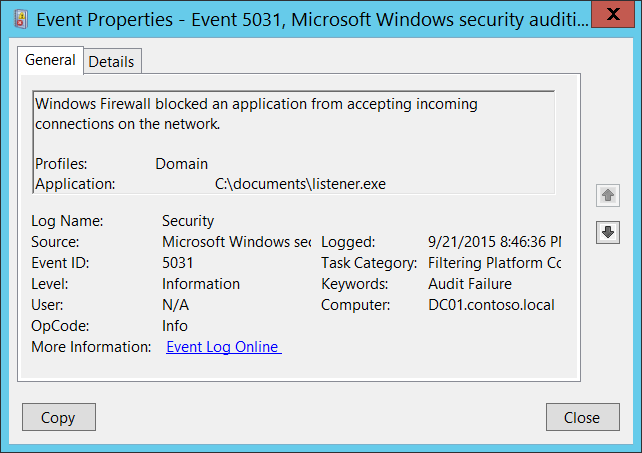 Event Properties - Event 5031, Microsoft Windows security auditi...
X
General
Details
Windows Firewall blocked an application from accepting incoming
connections on the network.
Profiles: Domain
Application: C:\documents\listener.exe
Log Name: Security
Source: Microsoft Windows sec Logged: 9/21/2015 8:46:36 PM
Event ID: 5031 Task Category: Filtering Platform Co
Level: Information Keywords: Audit Failure
User: N/A Computer: DC01.contoso.local
OpCode: Info
More Information: Event Log Online
Copy
Close